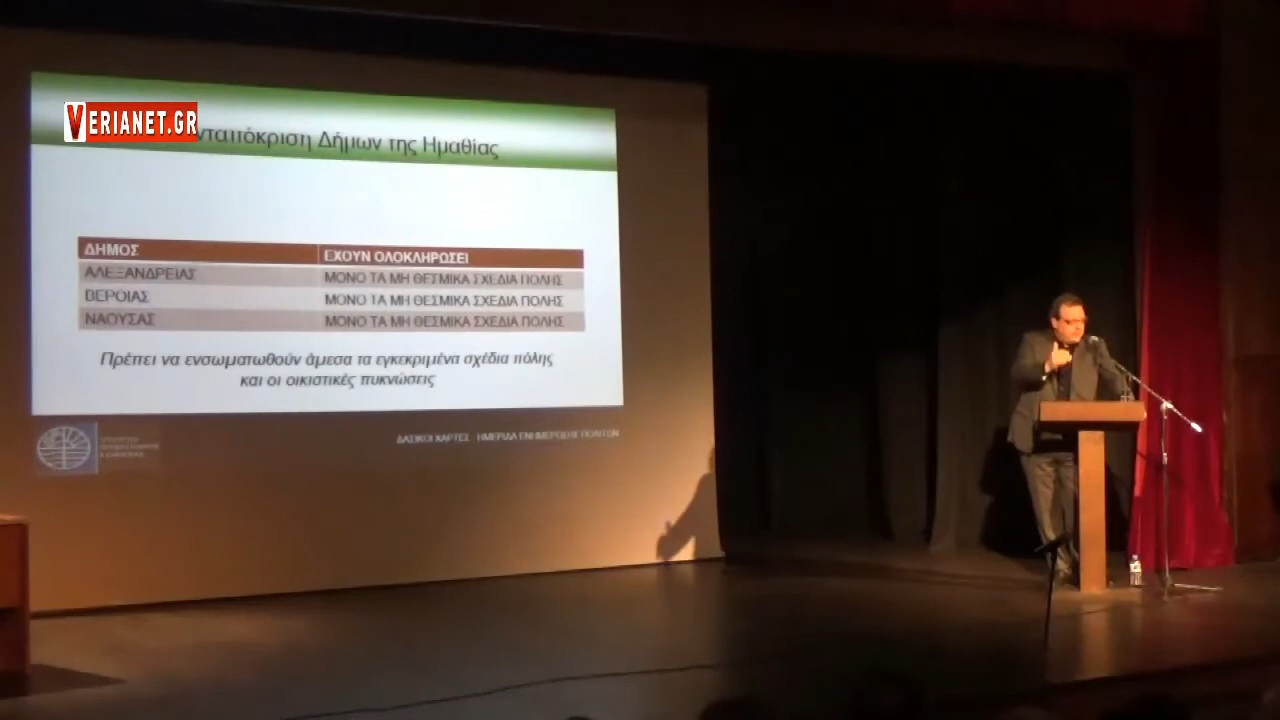 VERIANET.GR
Δήμων της Ημαθίας
ΔΗΜΟΣ ΕΧΟΥΝ ΟΛΟΚΛΗΡΩΣΕΙ
ΑΛΕΞΑΝΔΡΕΙΑΣ ΜΟΝΟ ΤΑ ΜΗ ΘΕΣΜΙΚΑ ΣΧΕΔΙΑ ΠΟΛΗΣ
ΒΕΡΟΙΑΣ ΜΟΝΟ ΤΑ ΜΗ ΘΕΣΜΙΚΑ ΣΧΕΔΙΑ ΠΟΛΗΣ
ΝΑΟΥΣΑΣ ΜΟΝΟ ΤΑ ΜΗ ΘΕΣΜΙΚΑ ΣΧΕΔΙΑ ΠΟΛΗΣ
Πρέπει να ενσωματωθούν άμεσα τα εγκεκριμένα σχέδια πόλης
και οι οικιστικές πυκνώσεις
ΔΑΣΙΚΟΙ ΧΑΡΤΕΣ ΗΜΕΡΙΔΑ ΕΝΗΜΕΡΩΣΗΣ ΠΟΛΙΤΩΝ